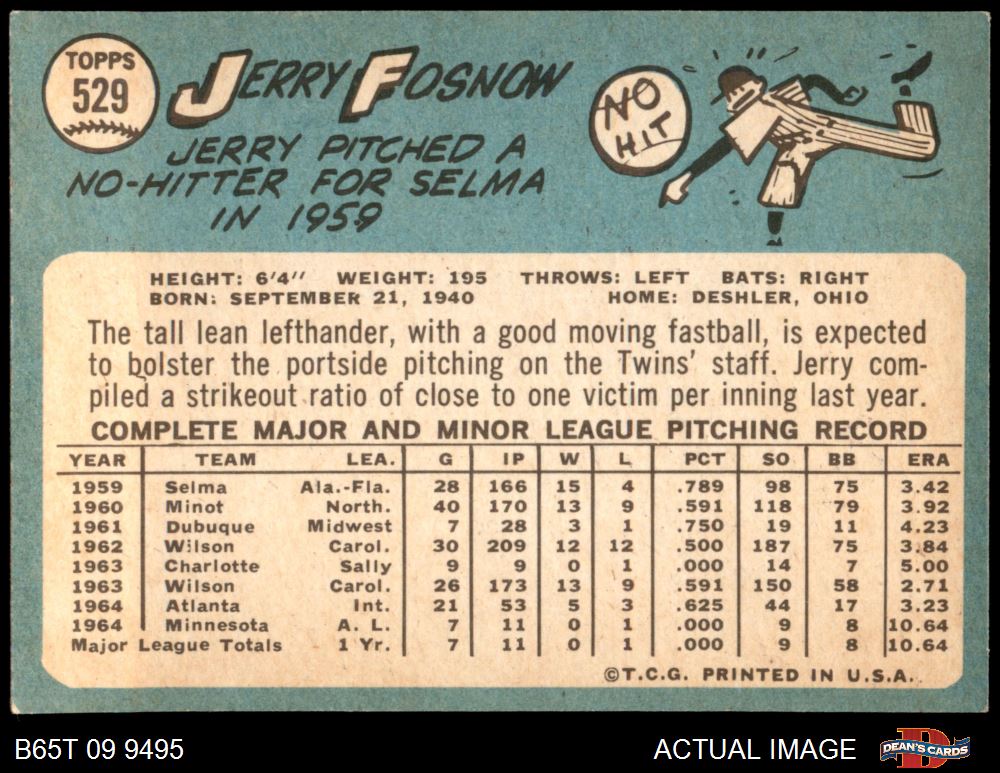 TOPPS
529
JERRY FOSNOW
JERRY PITCHED A
NO-HITTER FOR SELMA
IN 1959
NO
HIT
HEIGHT: 6'4" WEIGHT: 195 THROWS: LEFT BATS: RIGHT
BORN: SEPTEMBER 21, 1940 HOME: DESHLER, OHIO
The tall lean lefthander, with a good moving fastball, is expected
to bolster the portside pitching on the Twins' staff. Jerry com-
piled a strikeout ratio of close to one victim per inning last year.
COMPLETE MAJOR AND MINOR LEAGUE PITCHING RECORD
YEAR TEAM LEA. G IP W L PCT SO BB ERA
1959 Selma Ala.-Fla. 28 166 15 4 .789 98 75 3.42
1960 Minot North. 40 170 13 9 .591 118 79 3.92
1961 Dubuque Midwest 7 28 3 1 .750 19 11 4.23
1962 Wilson Carol. 30 209 12 12 .500 187 75 3.84
1963 Charlotte Sally 9 9 0 1 .000 14 7 5.00
1963 Wilson Carol. 26 173 13 9 .591 150 58 2.71
1964 Atlanta Int. 21 53 5 3 .625 44 17 3.23
1964 Minnesota A. L. 7 11 0 1 .000 9 8 10.64
Major League Totals 1 Yr. 7 11 0 1 .000 9 8 10.64
©T.C.G. PRINTED IN U.S.A.
B65T 09 9495 ACTUAL IMAGE DEAN'S CARDS